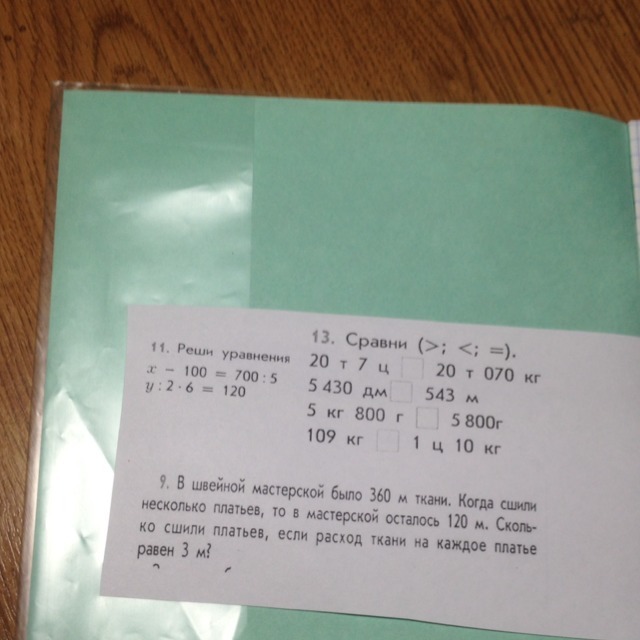 11. Реши уравнения
x − 100 = 700 : 5
y : 2 · 6 = 120
13. Сравни (>; <; =).
20 т 7 ц □ 20 т 070 кг
5 430 дм □ 543 м
5 кг 800 г □ 5 800г
109 кг □ 1 ц 10 кг
9. В швейной мастерской было 360 м ткани. Когда сшили
несколько платьев, то в мастерской осталось 120 м. Сколь-
ко сшили платьев, если расход ткани на каждое платье
равен 3 м?